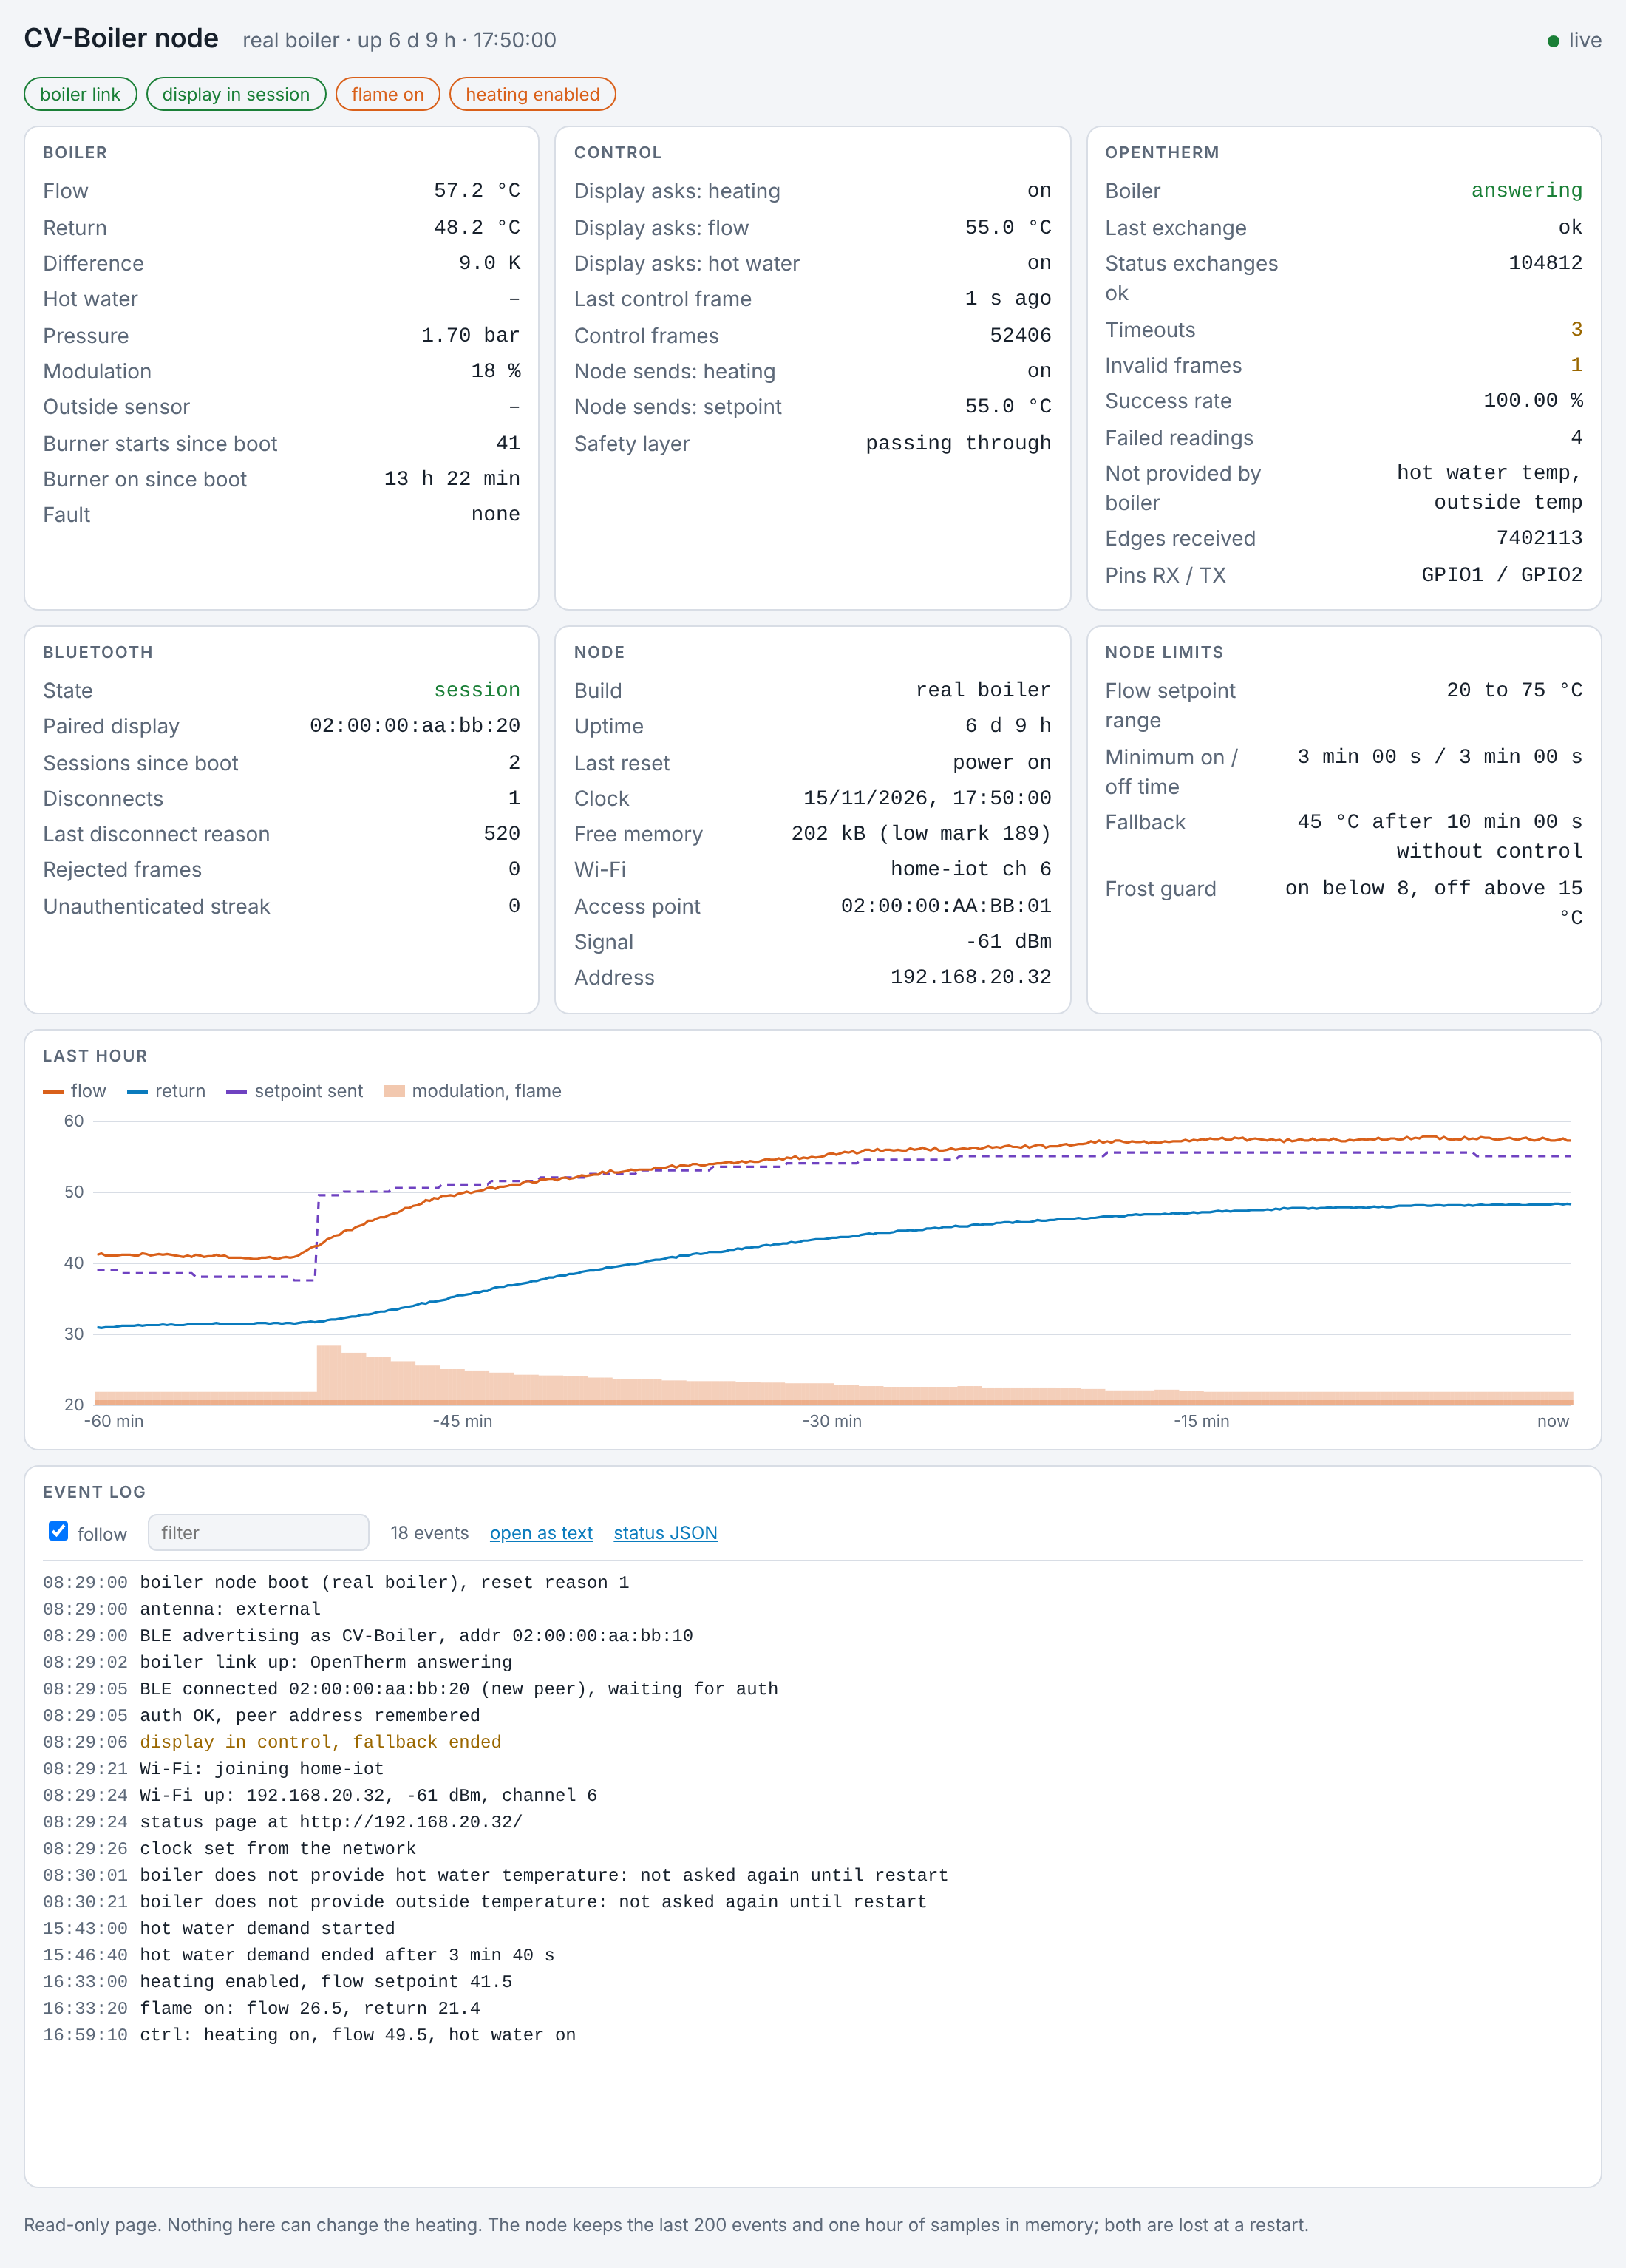 CV-Boiler node real boiler · up 6 d 9 h · 17:50:00 live
boiler link display in session flame on heating enabled
BOILER
Flow 57.2 °C
Return 48.2 °C
Difference 9.0 K
Hot water –
Pressure 1.70 bar
Modulation 18 %
Outside sensor –
Burner starts since boot 41
Burner on since boot 13 h 22 min
Fault none
CONTROL
Display asks: heating on
Display asks: flow 55.0 °C
Display asks: hot water on
Last control frame 1 s ago
Control frames 52406
Node sends: heating on
Node sends: setpoint 55.0 °C
Safety layer passing through
OPENTHERM
Boiler answering
Last exchange ok
Status exchanges 104812
ok
Timeouts 3
Invalid frames 1
Success rate 100.00 %
Failed readings 4
Not provided by hot water temp,
boiler outside temp
Edges received 7402113
Pins RX / TX GPIO1 / GPIO2
BLUETOOTH
State session
Paired display 02:00:00:aa:bb:20
Sessions since boot 2
Disconnects 1
Last disconnect reason 520
Rejected frames 0
Unauthenticated streak 0
NODE
Build real boiler
Uptime 6 d 9 h
Last reset power on
Clock 15/11/2026, 17:50:00
Free memory 202 kB (low mark 189)
Wi-Fi home-iot ch 6
Access point 02:00:00:AA:BB:01
Signal -61 dBm
Address 192.168.20.32
NODE LIMITS
Flow setpoint 20 to 75 °C
range
Minimum on / 3 min 00 s / 3 min 00 s
off time
Fallback 45 °C after 10 min 00 s
without control
Frost guard on below 8, off above 15
°C
LAST HOUR
flow return setpoint sent modulation, flame
60
50
40
30
20
-60 min -45 min -30 min -15 min now
EVENT LOG
follow filter 18 events open as text status JSON
08:29:00 boiler node boot (real boiler), reset reason 1
08:29:00 antenna: external
08:29:00 BLE advertising as CV-Boiler, addr 02:00:00:aa:bb:10
08:29:02 boiler link up: OpenTherm answering
08:29:05 BLE connected 02:00:00:aa:bb:20 (new peer), waiting for auth
08:29:05 auth OK, peer address remembered
08:29:06 display in control, fallback ended
08:29:21 Wi-Fi: joining home-iot
08:29:24 Wi-Fi up: 192.168.20.32, -61 dBm, channel 6
08:29:24 status page at http://192.168.20.32/
08:29:26 clock set from the network
08:30:01 boiler does not provide hot water temperature: not asked again until restart
08:30:21 boiler does not provide outside temperature: not asked again until restart
15:43:00 hot water demand started
15:46:40 hot water demand ended after 3 min 40 s
16:33:00 heating enabled, flow setpoint 41.5
16:33:20 flame on: flow 26.5, return 21.4
16:59:10 ctrl: heating on, flow 49.5, hot water on
Read-only page. Nothing here can change the heating. The node keeps the last 200 events and one hour of samples in memory; both are lost at a restart.